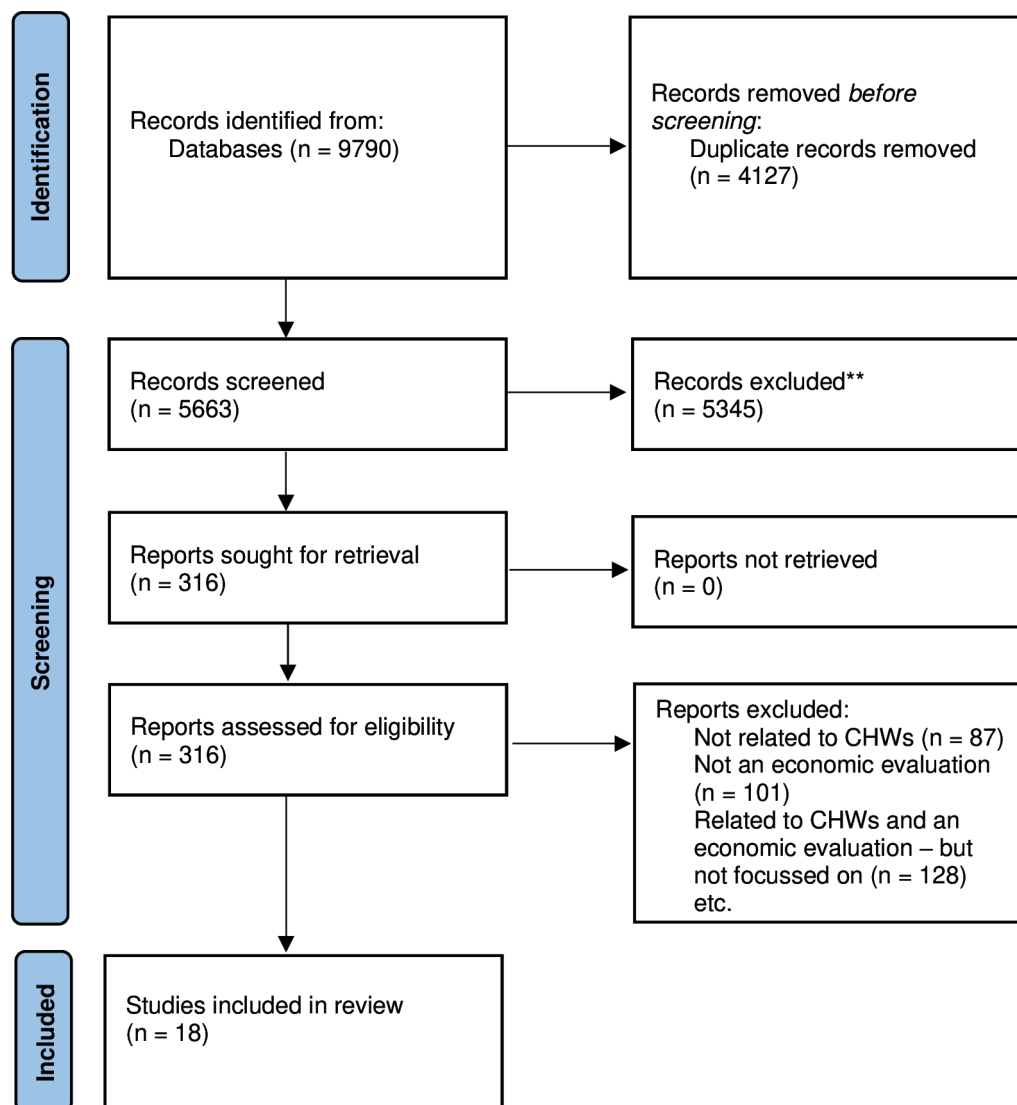 Identification
Records identified from:
Databases (n = 9790)
Records removed before
screening:
Duplicate records removed
(n = 4127)
Screening
Records screened
(n = 5663)
Records excluded**
(n = 5345)
Reports sought for retrieval
(n = 316)
Reports not retrieved
(n = 0)
Reports assessed for eligibility
(n = 316)
Reports excluded:
Not related to CHWs (n = 87)
Not an economic evaluation
(n = 101)
Related to CHWs and an
economic evaluation – but
not focussed on (n = 128)
etc.
Included
Studies included in review
(n = 18)